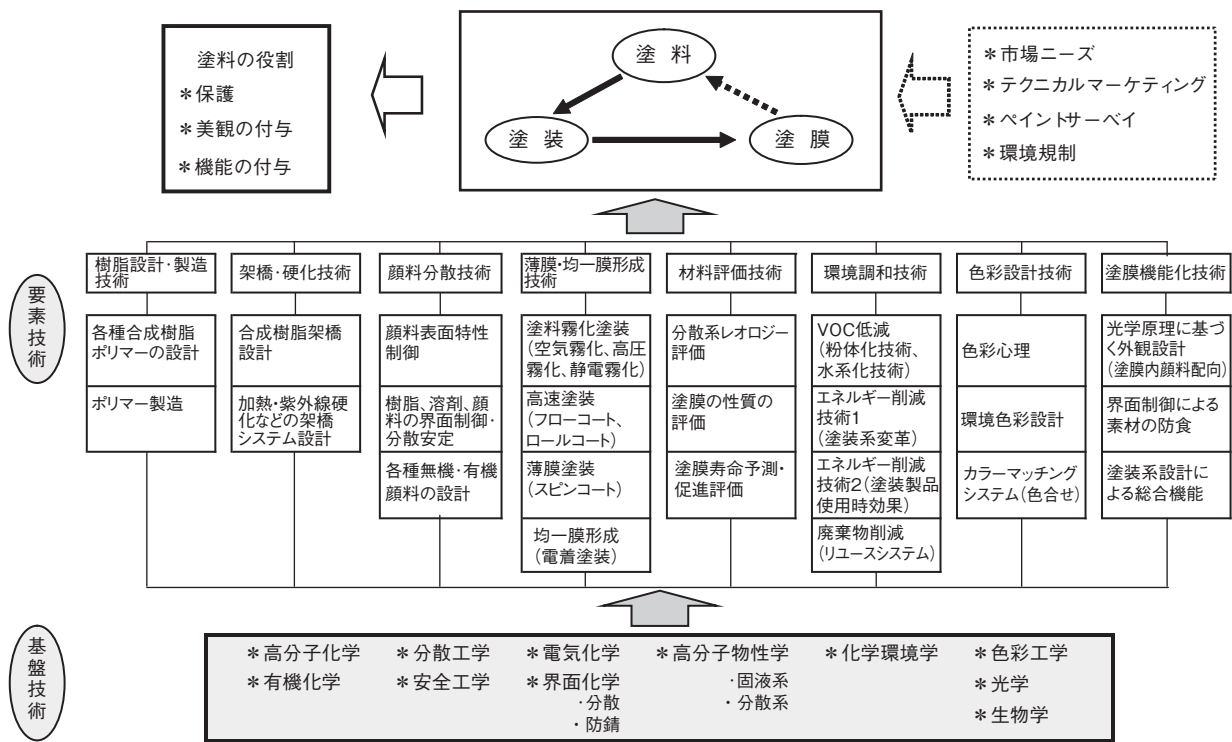 塗料の役割
＊保護
＊美観の付与
＊機能の付与
塗 料
塗 装
塗 膜
＊市場ニーズ
＊テクニカルマーケティング
＊ペイントサーベイ
＊環境規制
要素技術
樹脂設計・製造
技術
各種合成樹脂
ポリマーの設計
ポリマー製造
架橋・硬化技術
合成樹脂架橋
設計
加熱・紫外線硬
化などの架橋
システム設計
顔料分散技術
顔料表面特性
制御
樹脂、溶剤、顔
料の界面制御・
分散安定
各種無機・有機
顔料の設計
薄膜・均一膜形成
技術
塗料霧化塗装
(空気霧化、高圧
霧化、静電霧化)
高速塗装
(フローコート、
ロールコート)
薄膜塗装
(スピンコート)
均一膜形成
(電着塗装)
材料評価技術
分散系レオロジー
評価
塗膜の性質の
評価
塗膜寿命予測・
促進評価
環境調和技術
VOC低減
(粉体化技術、
水系化技術)
エネルギー削減
技術1
(塗装系変革)
エネルギー削減
技術2(塗装製品
使用時効果)
廃棄物削減
(リユースシステム)
色彩設計技術
色彩心理
環境色彩設計
カラーマッチング
システム(色合せ)
塗膜機能化技術
光学原理に基づ
く外観設計
(塗膜内顔料配向)
界面制御による
素材の防食
塗装系設計に
よる総合機能
基盤技術
＊高分子化学
＊有機化学
＊分散工学
＊安全工学
＊電気化学
＊界面化学
・分散
・防錆
＊高分子物性学
・固液系
・分散系
＊化学環境学
＊色彩工学
＊光学
＊生物学